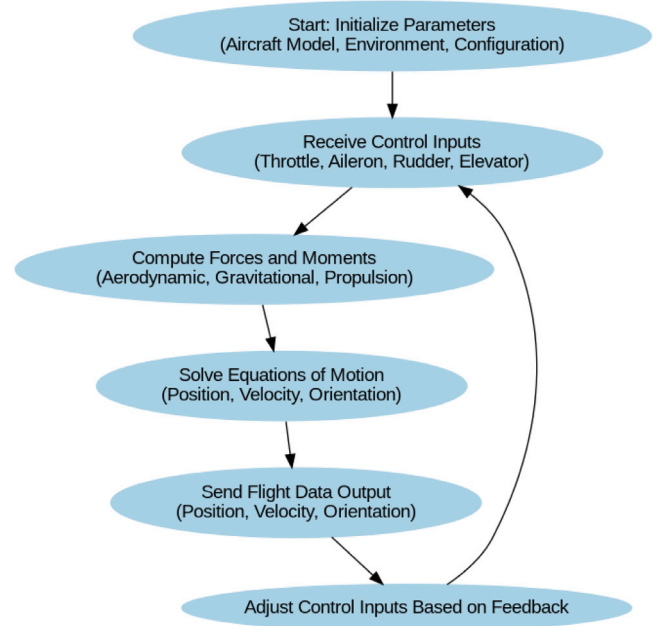 Start: Initialize Parameters
(Aircraft Model, Environment, Configuration)
Receive Control Inputs
(Throttle, Aileron, Rudder, Elevator)
Compute Forces and Moments
(Aerodynamic, Gravitational, Propulsion)
Solve Equations of Motion
(Position, Velocity, Orientation)
Send Flight Data Output
(Position, Velocity, Orientation)
Adjust Control Inputs Based on Feedback